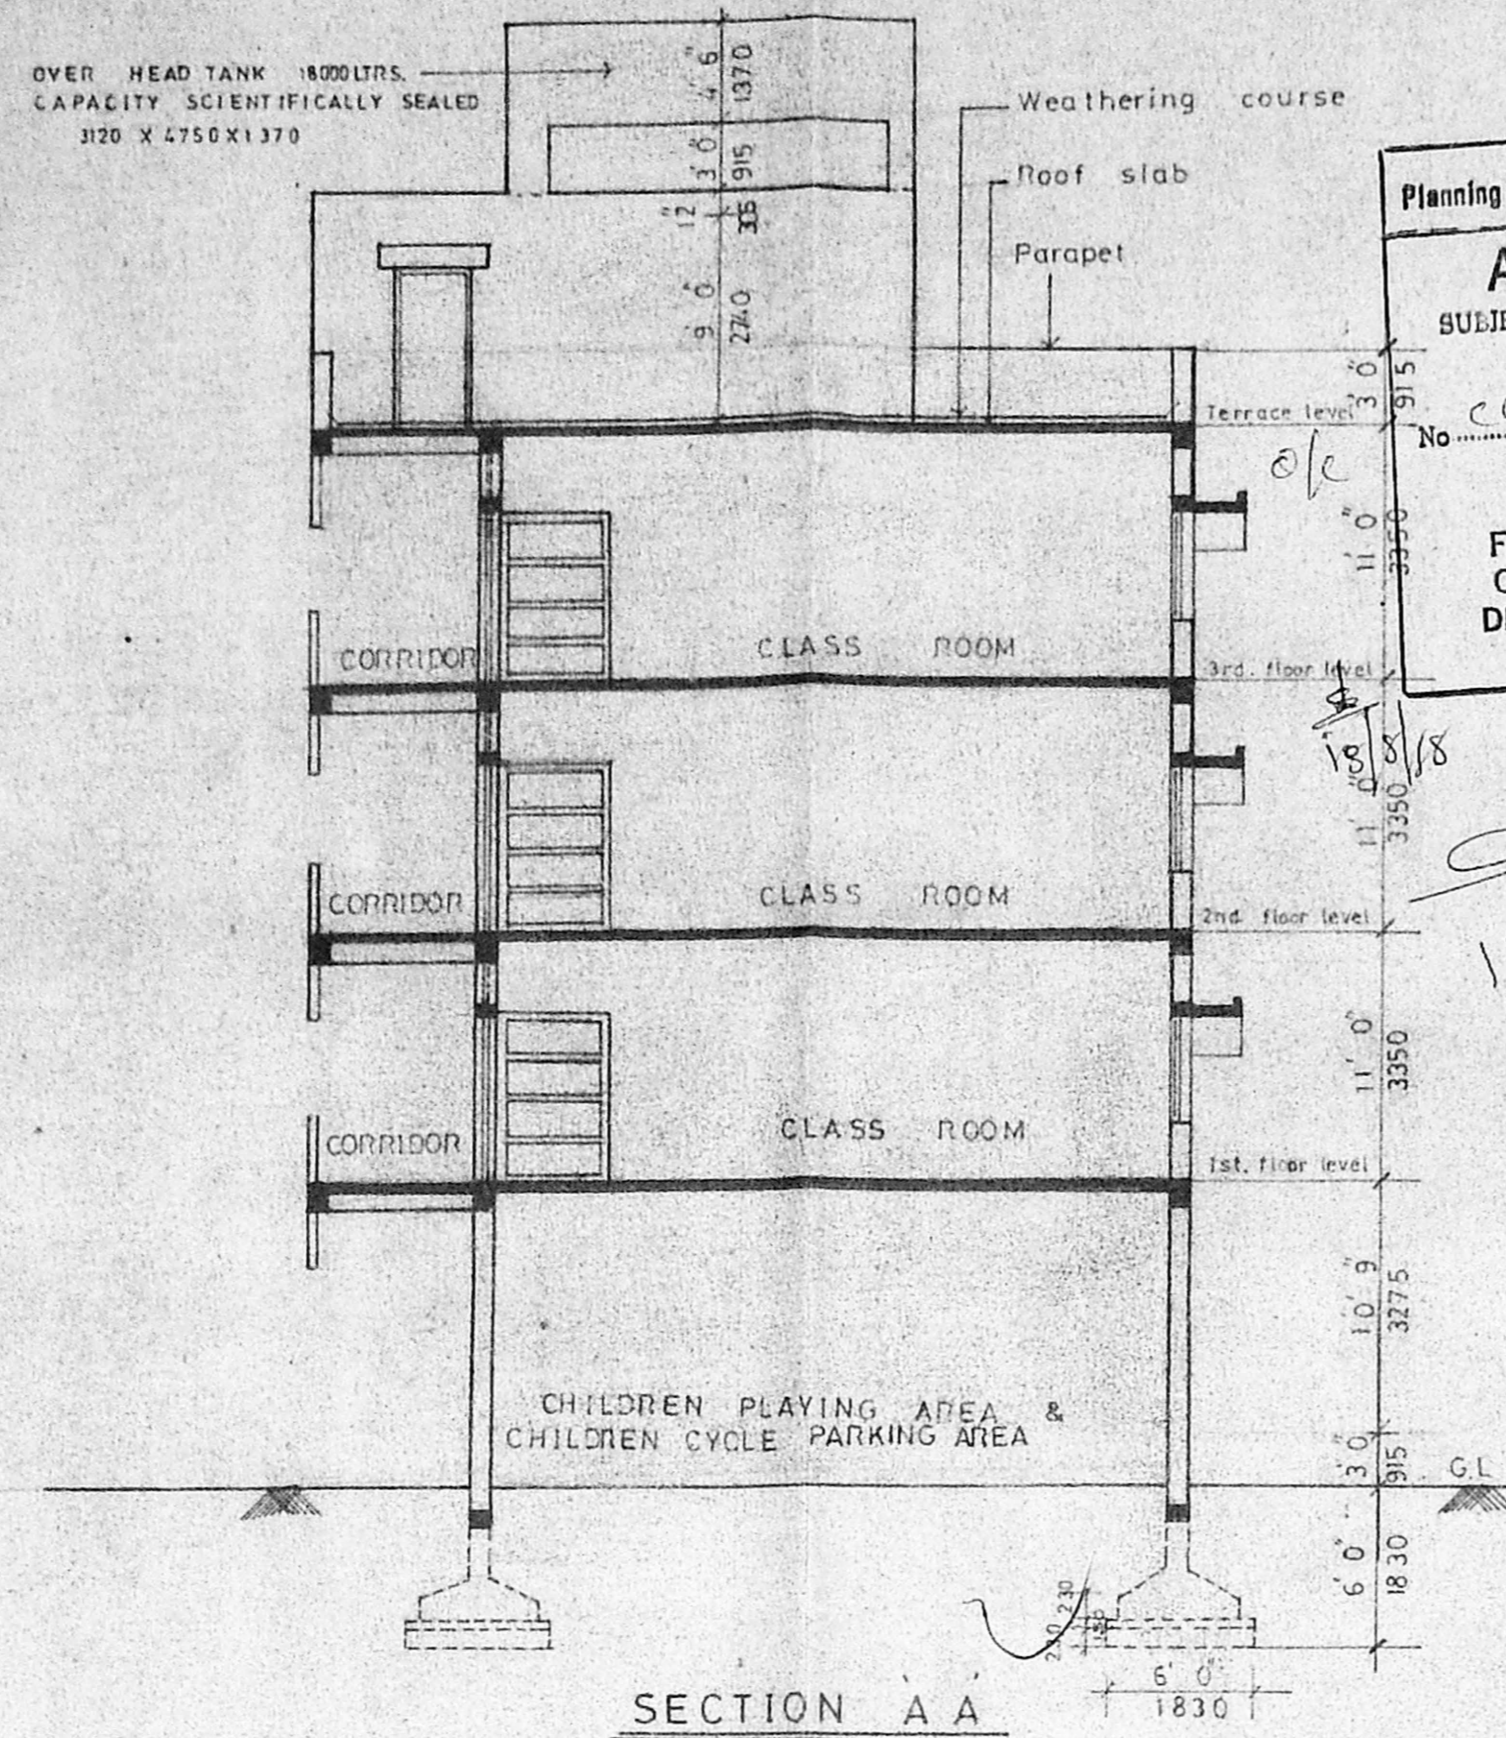 OVER HEAD TANK 18000 LTRS.
CAPACITY SCIENTIFICALLY SEALED
3120 X 4750 X 1370
4' 6"
1370
3' 0"
915
12"
305
9' 0"
2740
Weathering course
Roof slab
Parapet
Planning
A
SUBJE
No
F
D
Terrace level
3' 0"
915
O/c
11' 0"
3350
CORRIDOR
CLASS ROOM
3rd. floor level
18/8/18
11' 0"
3350
CORRIDOR
CLASS ROOM
2nd floor level
11' 0"
3350
CORRIDOR
CLASS ROOM
1st. floor level
10' 9"
3275
CHILDREN PLAYING AREA &
CHILDREN CYCLE PARKING AREA
3' 0"
915
G.L
6' 0"
1830
230
150
230
6' 0"
1830
SECTION 'A A'